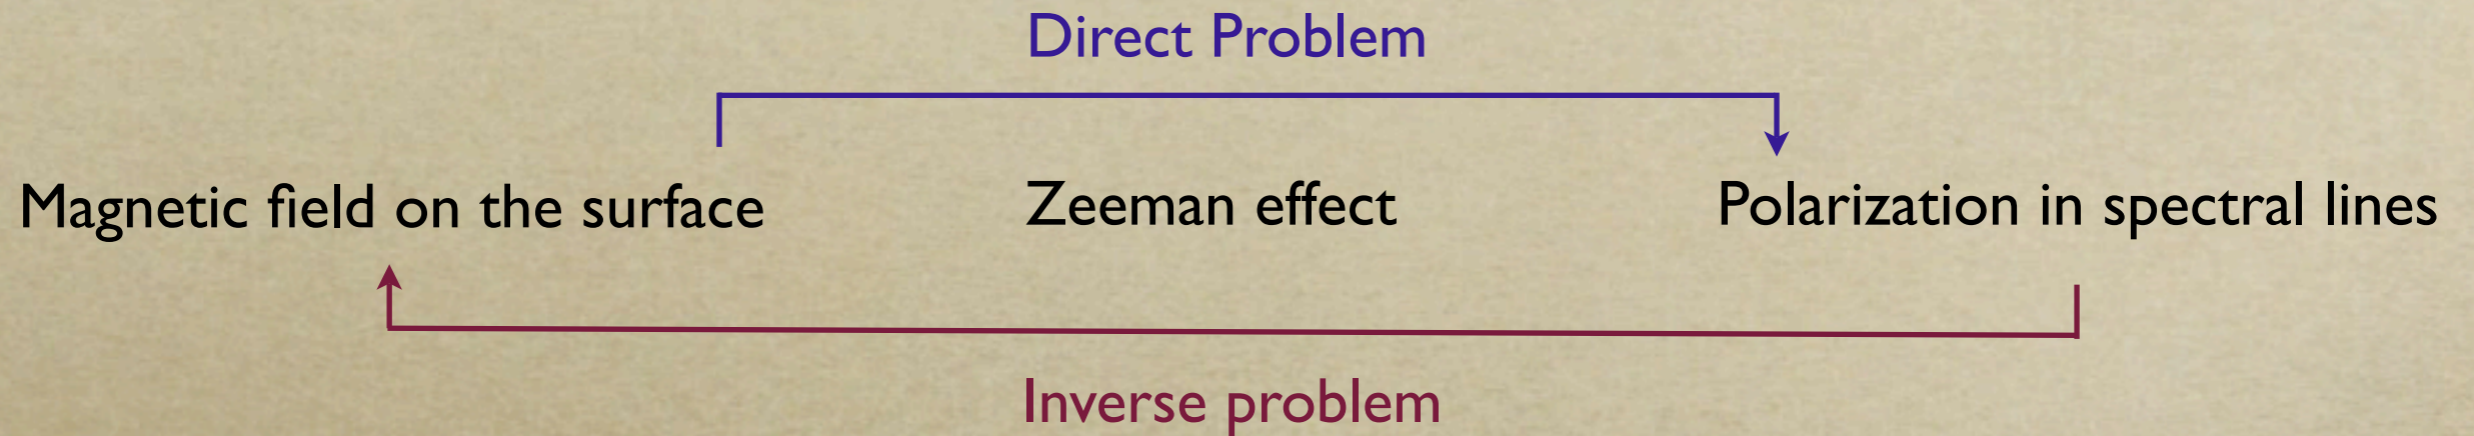 Direct Problem
Magnetic field on the surface
Zeeman effect
Polarization in spectral lines
Inverse problem